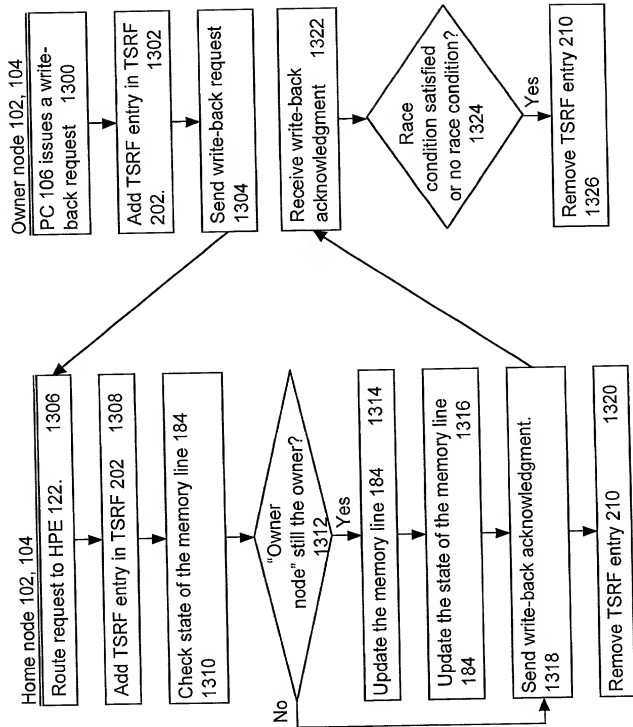 Owner node 102, 104
PC 106 issues a write-
back request 1300
Add TSRF entry in TSRF
202. 1302
Send write-back request
1304
Receive write-back
acknowledgment 1322
Race
condition satisfied
or no race condition?
1324
Yes
Remove TSRF entry 210
1326
Home node 102, 104
Route request to HPE 122. 1306
Add TSRF entry in TSRF 202 1308
Check state of the memory line 184
1310
"Owner
node" still the owner?
1312
No
Yes
Update the memory line 184 1314
Update the state of the memory line
184 1316
Send write-back acknowledgment.
1318
Remove TSRF entry 210 1320